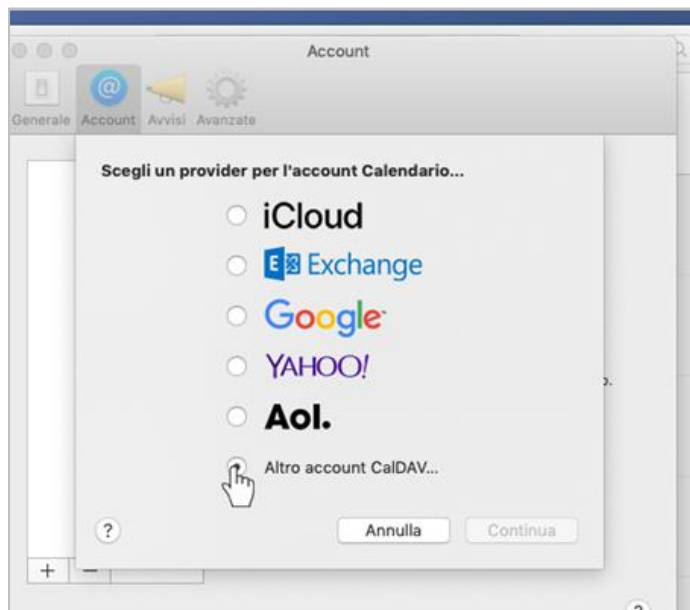 Account
Generale Account Avvisi Avanzate
Scegli un provider per l'account Calendario...
iCloud
E Exchange
Google
YAHOO!
Aol.
Altro account CalDAV...
o.
? Annulla Continua
+ −
?